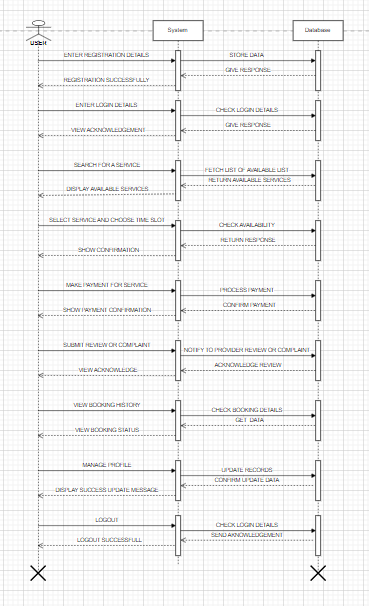 System
Database
USER
ENTER REGISTRATION DETAILS
STORE DATA
GIVE RESPONSE
REGISTRATION SUCCESSFULLY
ENTER LOGIN DETAILS
CHECK LOGIN DETAILS
GIVE RESPONSE
VIEW ACKNOWLEDGEMENT
SEARCH FOR A SERVICE
FETCH LIST OF AVAILABLE LIST
RETURN AVAILABLE SERVICES
DISPLAY AVAILABLE SERVICES
SELECT SERVICE AND CHOOSE TIME SLOT
CHECK AVAILABILITY
RETURN RESPONSE
SHOW CONFIRMATION
MAKE PAYMENT FOR SERVICE
PROCESS PAYMENT
CONFIRM PAYMENT
SHOW PAYMENT CONFIRMATION
SUBMIT REVIEW OR COMPLAINT
NOTIFY TO PROVIDER REVIEW OR COMPLAINT
ACKNOWLEDGE REVIEW
VIEW ACKNOWLEDGE
VIEW BOOKING HISTORY
CHECK BOOKING DETAILS
GET DATA
VIEW BOOKING STATUS
MANAGE PROFILE
UPDATE RECORDS
CONFIRM UPDATE DATA
DISPLAY SUCCESS UPDATE MESSAGE
LOGOUT
CHECK LOGIN DETAILS
SEND AKNOWLEDGEMENT
LOGOUT SUCCESSFULL